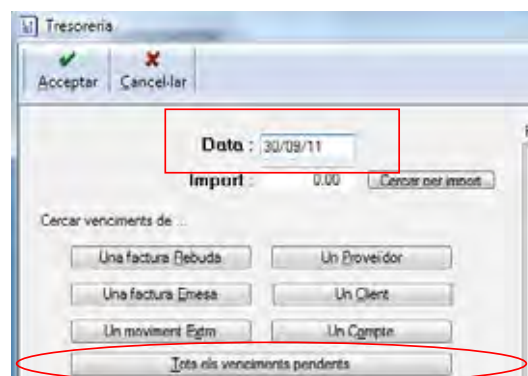 Tresoreria
Acceptar Cancel·lar
Data : 30/09/11
Import : 0.00 Cercar per import
Cercar venciments de ...
Una factura Rebuda Un Proveïdor
Una factura Emesa Un Client
Un moviment Extra Un Compte
Tots els venciments pendents